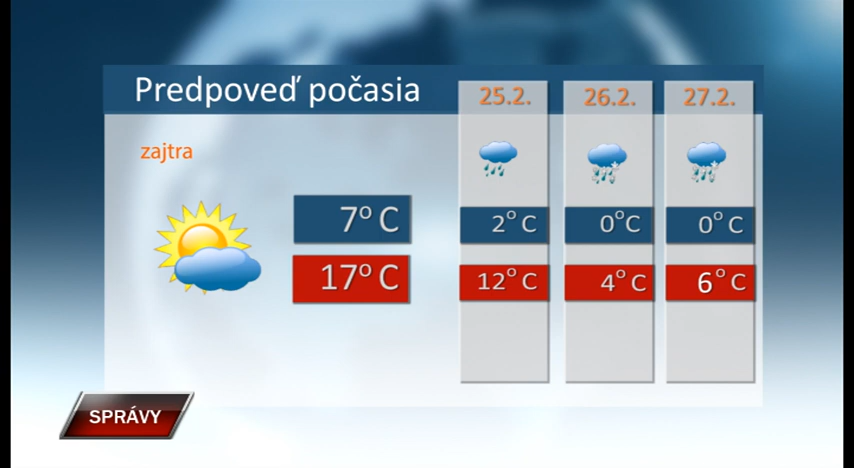 Predpoveď počasia
zajtra
7° C
17° C
25.2.
2° C
12° C
26.2.
0°C
4° C
27.2.
0° C
6° C
SPRÁVY